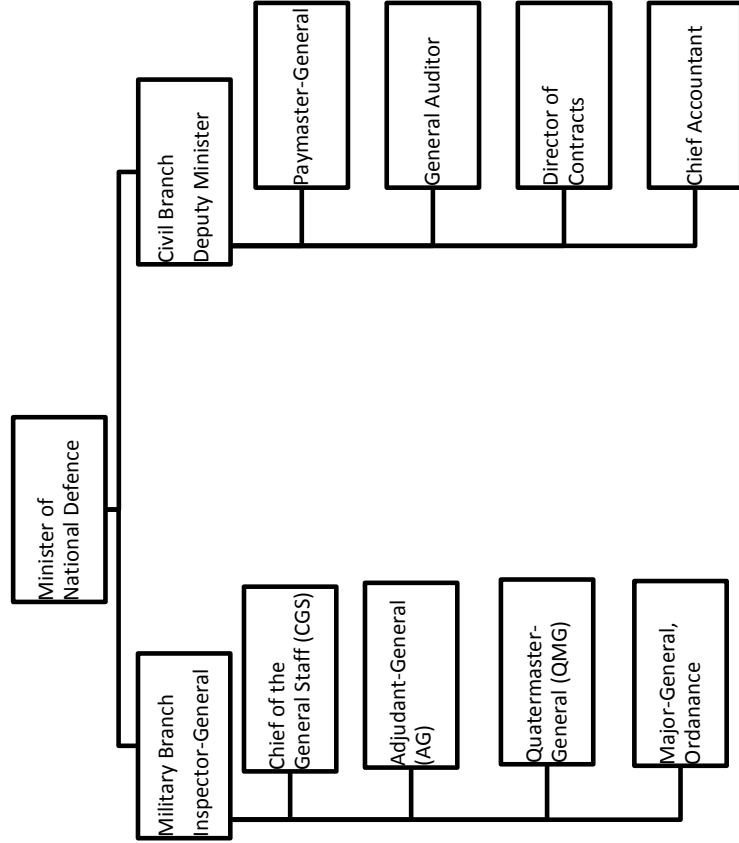 Minister of
National Defence
Military Branch
Inspector-General
Chief of the
General Staff (CGS)
Adjudant-General
(AG)
Quatermaster-
General (QMG)
Major-General,
Ordanance
Civil Branch
Deputy Minister
Paymaster-General
General Auditor
Director of
Contracts
Chief Accountant